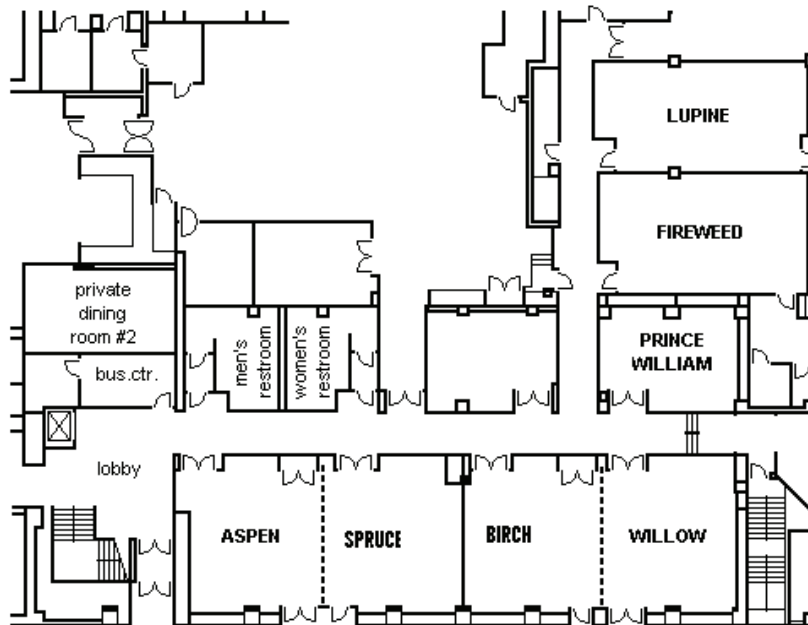 LUPINE
FIREWEED
private
dining
room #2
men's
restroom
women's
restroom
PRINCE
WILLIAM
bus.ctr.
lobby
ASPEN
SPRUCE
BIRCH
WILLOW